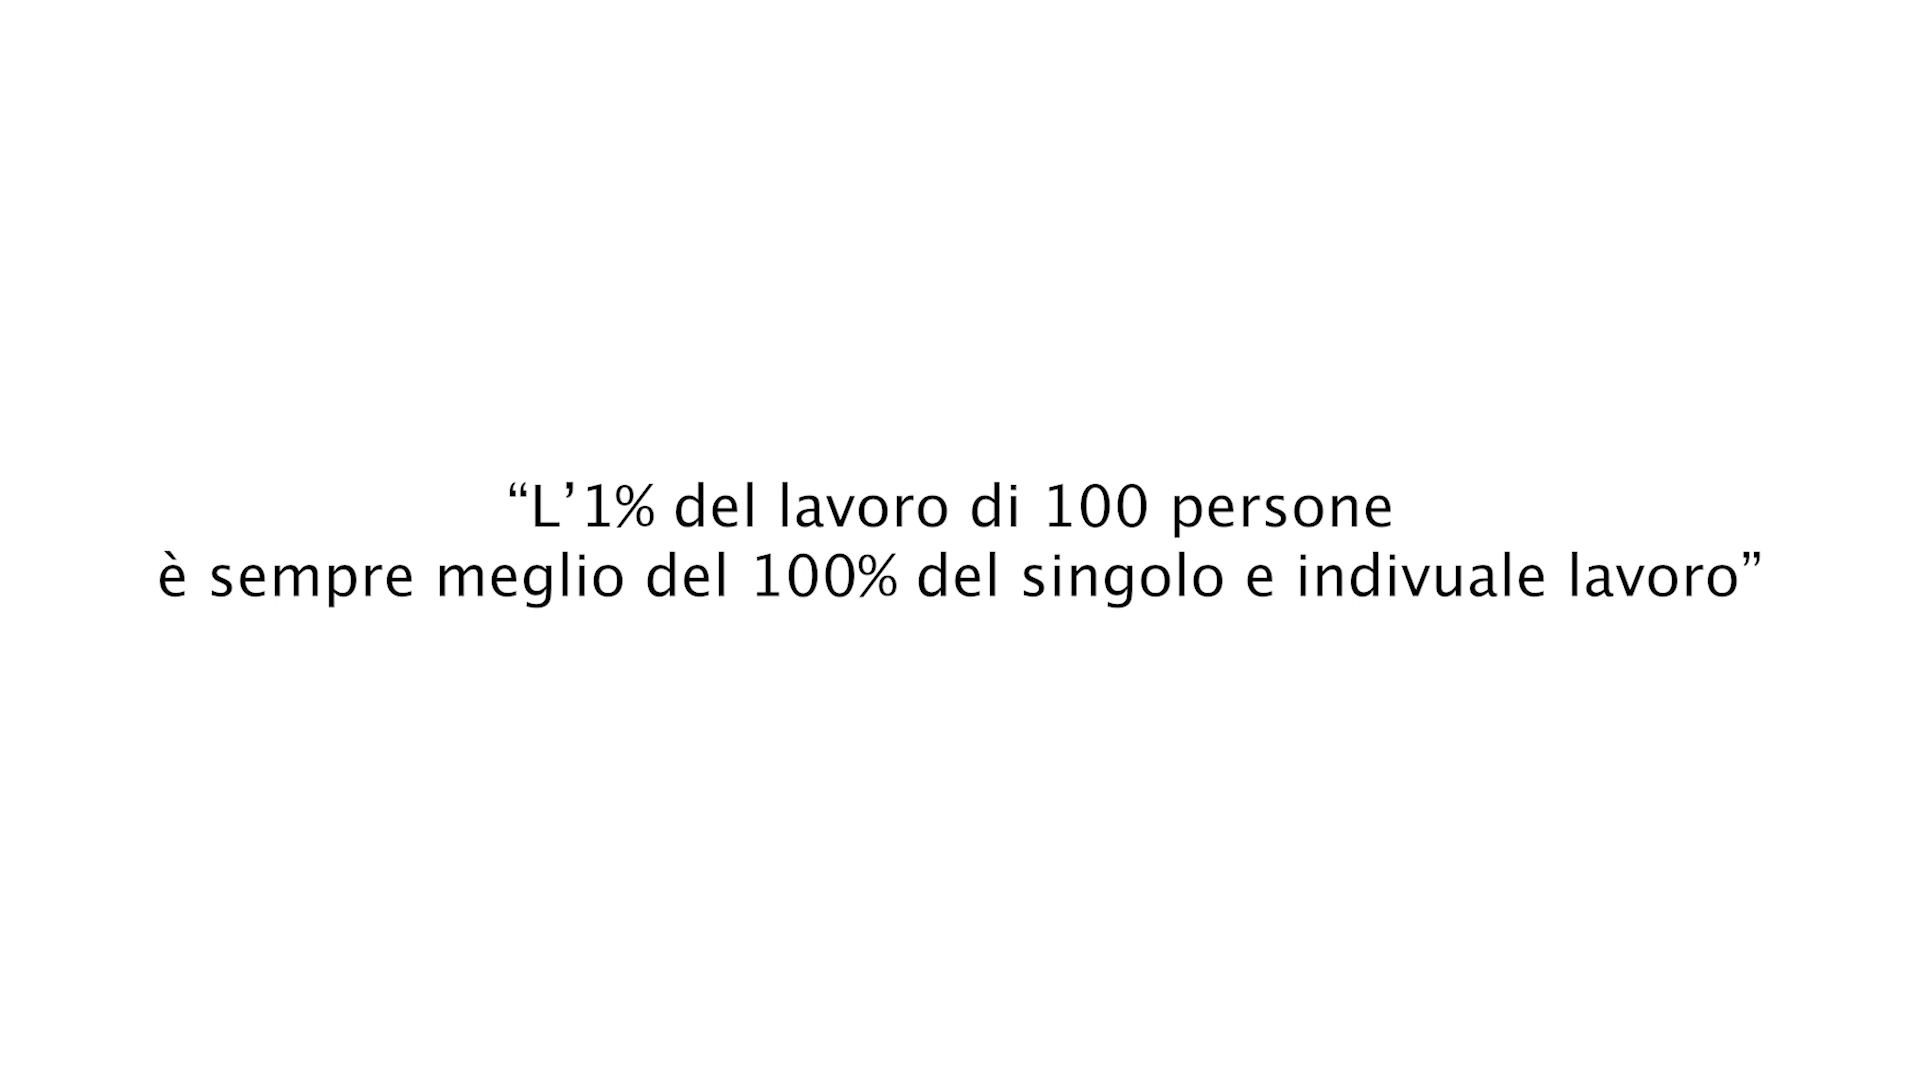 “L’1% del lavoro di 100 persone
è sempre meglio del 100% del singolo e indivuale lavoro”